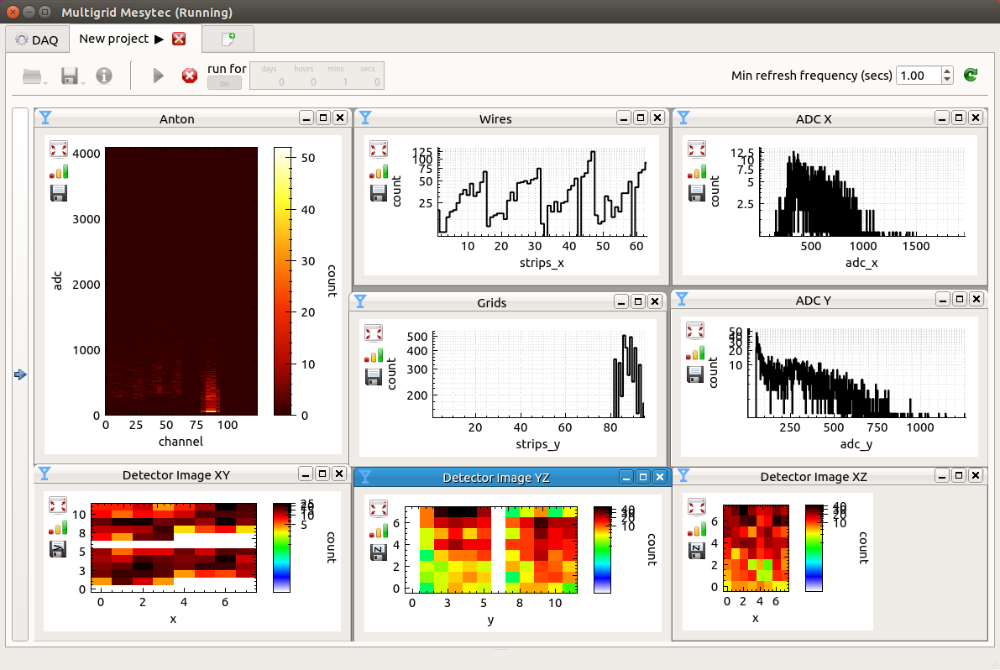 Multigrid Mesytec (Running)
DAQ
New project
run for
days hours mins secs
∞
0 0 1 0
Min refresh frequency (secs) 1.00
Anton
4000
3000
2000
1000
0
adc
0 25 50 75 100
channel
50
40
30
20
10
0
count
Wires
125
100
75
50
25
count
10 20 30 40 50 60
strips_x
ADC X
12.5
10
7.5
5
2.5
count
500 1000 1500
adc_x
Grids
500
400
300
200
count
20 40 60 80
strips_y
ADC Y
50
40
30
20
10
count
250 500 750 1000
adc_y
Detector Image XY
10
8
5
3
0
y
0 2 4 6
x
25
20
15
10
5
count
Detector Image YZ
6
4
2
0
z
0 3 5 8 10
y
40
30
20
10
count
Detector Image XZ
6
4
2
0
z
0 2 4 6
x
40
30
20
10
count